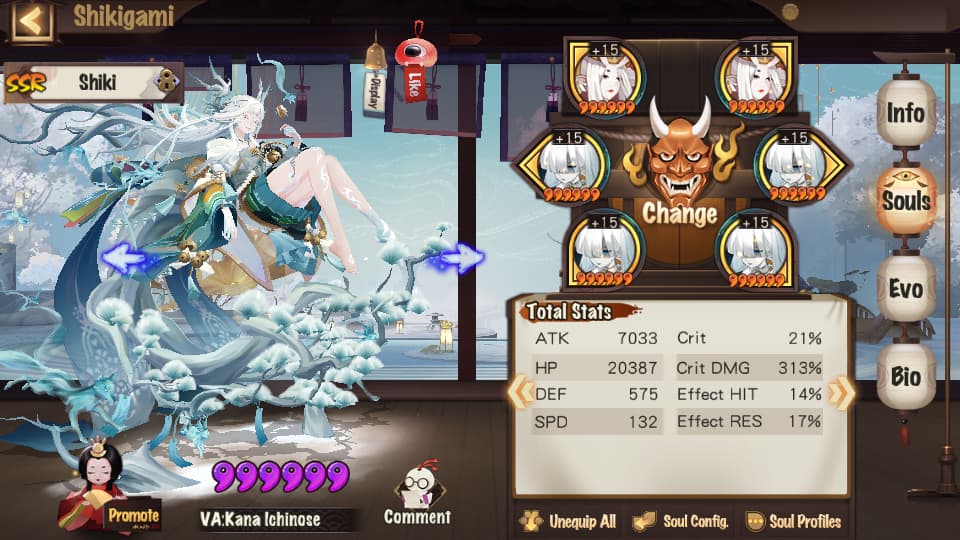 Shikigami
SSR Shiki
Display
Like
+15
+15
+15
+15
+15
+15
Change
Info
Souls
Evo
Bio
Total Stats
ATK 7033 Crit 21%
HP 20387 Crit DMG 313%
DEF 575 Effect HIT 14%
SPD 132 Effect RES 17%
Promote
VA:Kana Ichinose
Comment
Unequip All
Soul Config.
Soul Profiles